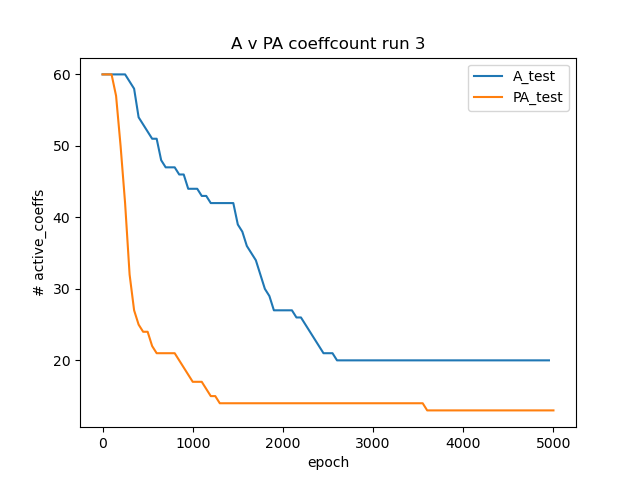 A v PA coeffcount run 3
A_test
PA_test
# active_coeffs
60
50
40
30
20
0 1000 2000 3000 4000 5000
epoch